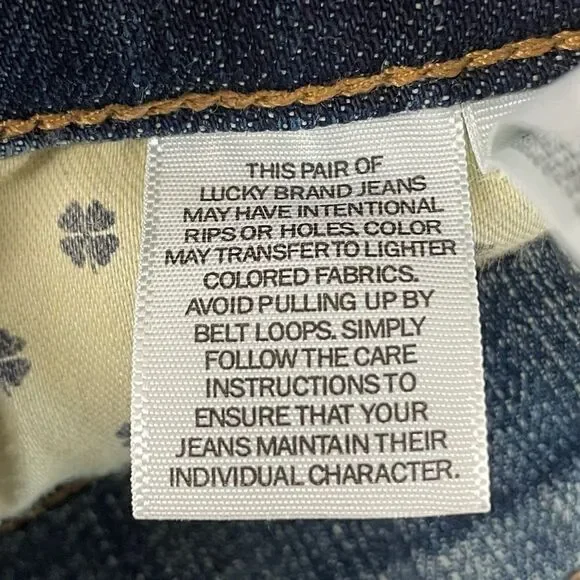 THIS PAIR OF
LUCKY BRAND JEANS
MAY HAVE INTENTIONAL
RIPS OR HOLES. COLOR
MAY TRANSFER TO LIGHTER
COLORED FABRICS.
AVOID PULLING UP BY
BELT LOOPS. SIMPLY
FOLLOW THE CARE
INSTRUCTIONS TO
ENSURE THAT YOUR
JEANS MAINTAIN THEIR
INDIVIDUAL CHARACTER.